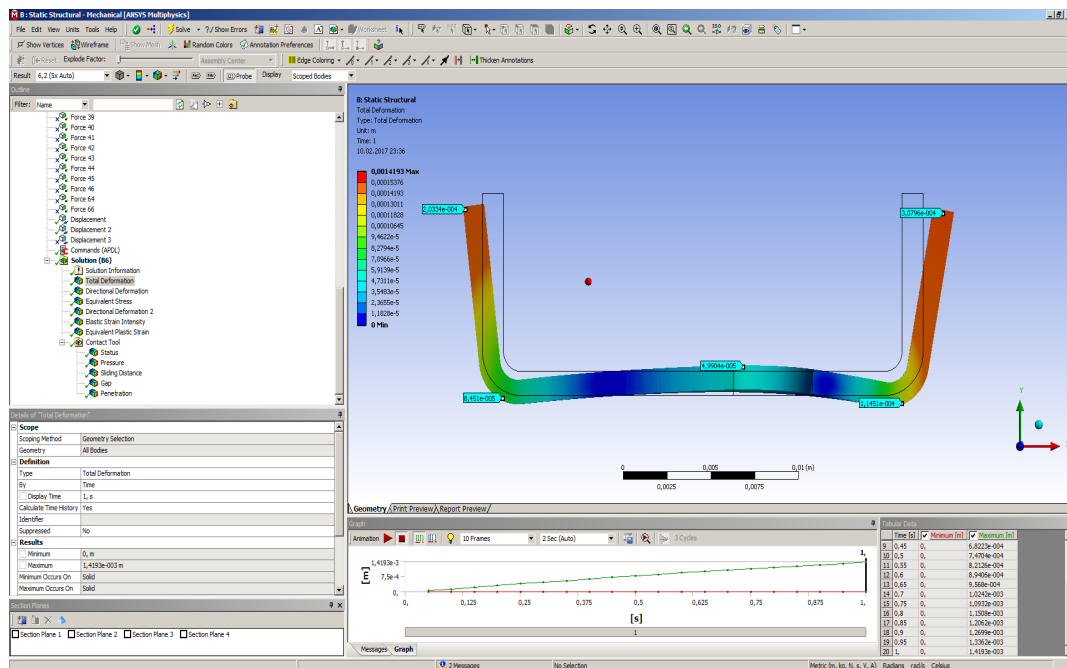 B : Static Structural - Mechanical [ANSYS Multiphysics]
File Edit View Units Tools Help Solve ?/Show Errors Worksheet
Show Vertices Wireframe Show Mesh Random Colors Annotation Preferences
Reset Explode Factor: Assembly Center Edge Coloring Thicken Annotations
Result 6,2 (5x Auto) Probe Display Scoped Bodies
Outline
Filter: Name
Force 39
Force 40
Force 41
Force 42
Force 43
Force 44
Force 45
Force 46
Force 64
Force 66
Displacement
Displacement 2
Displacement 3
Commands (APDL)
Solution (B6)
Solution Information
Total Deformation
Directional Deformation
Equivalent Stress
Directional Deformation 2
Elastic Strain Intensity
Equivalent Plastic Strain
Contact Tool
Status
Pressure
Sliding Distance
Gap
Penetration
Details of "Total Deformation"
Scope
Scoping Method Geometry Selection
Geometry All Bodies
Definition
Type Total Deformation
By Time
Display Time 1, s
Calculate Time History Yes
Identifier
Suppressed No
Results
Minimum 0, m
Maximum 1,4193e-003 m
Minimum Occurs On Solid
Maximum Occurs On Solid
Section Planes
Section Plane 1 Section Plane 2 Section Plane 3 Section Plane 4
B: Static Structural
Total Deformation
Type: Total Deformation
Unit: m
Time: 1
10.02.2017 23:36
0,0014193 Max
0,00015376
0,00014193
0,00013011
0,00011828
0,00010645
9,4622e-5
8,2794e-5
7,0966e-5
5,9139e-5
4,7311e-5
3,5483e-5
2,3655e-5
1,1828e-5
0 Min
2,0334e-004
3,0796e-004
4,9904e-005
8,451e-005
1,1451e-004
Y
0 0,005 0,01 (m)
0,0025 0,0075
Geometry Print Preview Report Preview
Graph
Animation 10 Frames 2 Sec (Auto) 3 Cycles
1,4193e-3
7,5e-4
0,
[m]
1,
0, 0,125 0,25 0,375 0,5 0,625 0,75 0,875 1,
[s]
1
Messages Graph
Tabular Data
Time [s] Minimum [m] Maximum [m]
9 0,45 0, 6,8223e-004
10 0,5 0, 7,4704e-004
11 0,55 0, 8,2126e-004
12 0,6 0, 8,9406e-004
13 0,65 0, 9,568e-004
14 0,7 0, 1,0242e-003
15 0,75 0, 1,0932e-003
16 0,8 0, 1,1508e-003
17 0,85 0, 1,2062e-003
18 0,9 0, 1,2699e-003
19 0,95 0, 1,3362e-003
20 1, 0, 1,4193e-003
2 Messages No Selection Metric (m, kg, N, s, V, A) Radians rad/s Celsius